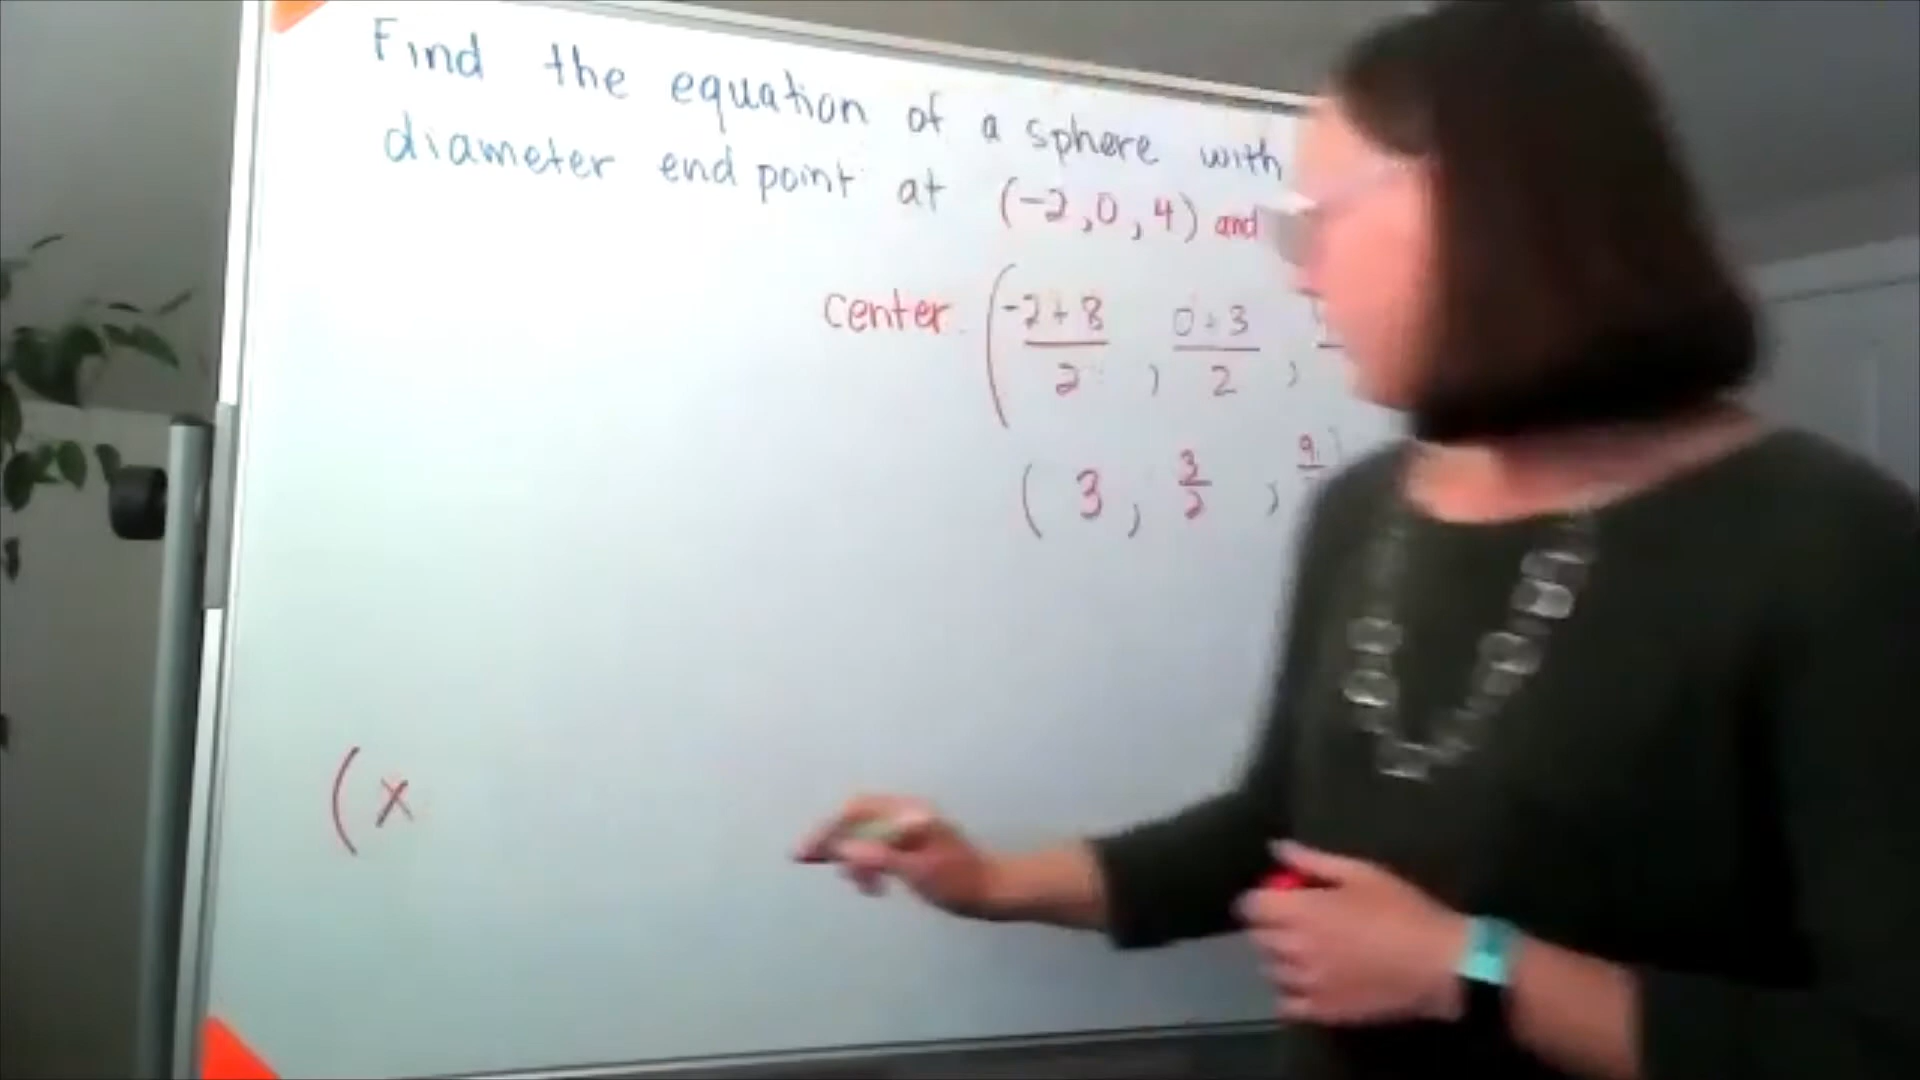 Find the equation of a sphere with
diameter end point at (-2,0,4) and
center (-2+8/2, 0+3/2,
(3, 3/2, 9
(x